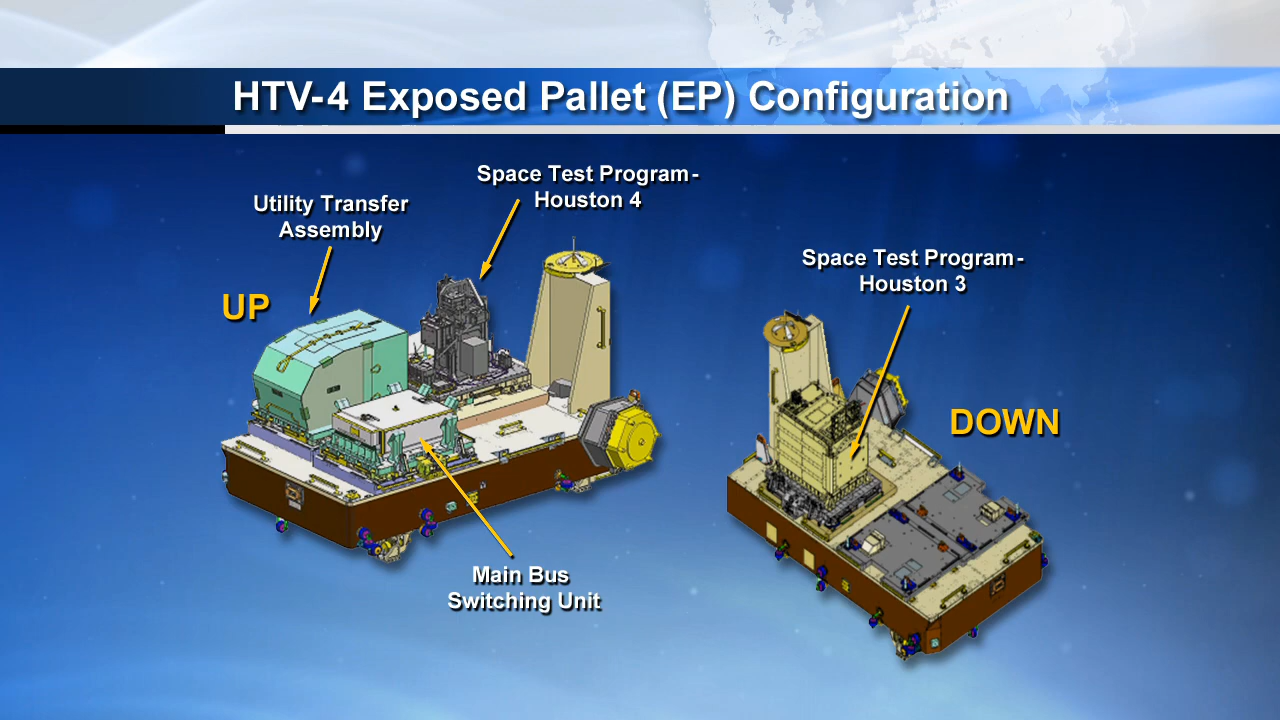 HTV-4 Exposed Pallet (EP) Configuration
Space Test Program-
Houston 4
Utility Transfer
Assembly
UP
Space Test Program-
Houston 3
DOWN
Main Bus
Switching Unit